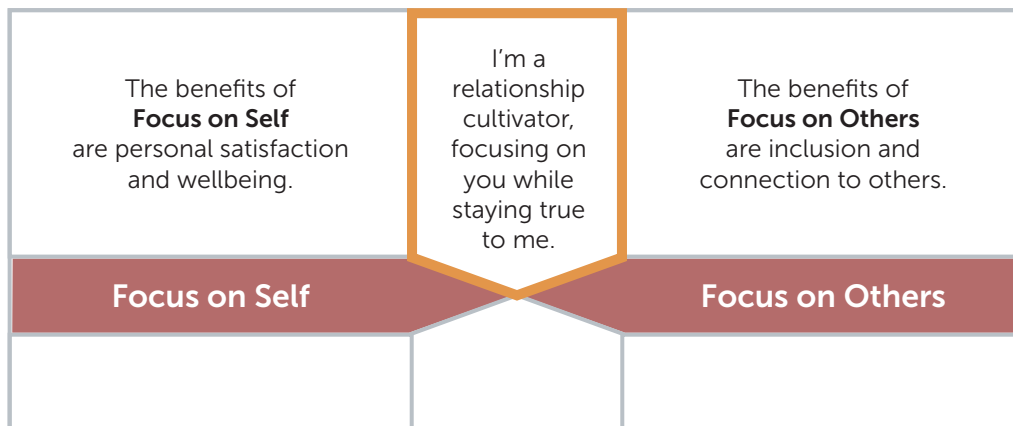 The benefits of
Focus on Self
are personal satisfaction
and wellbeing.
I'm a
relationship
cultivator,
focusing on
you while
staying true
to me.
The benefits of
Focus on Others
are inclusion and
connection to others.
Focus on Self
Focus on Others